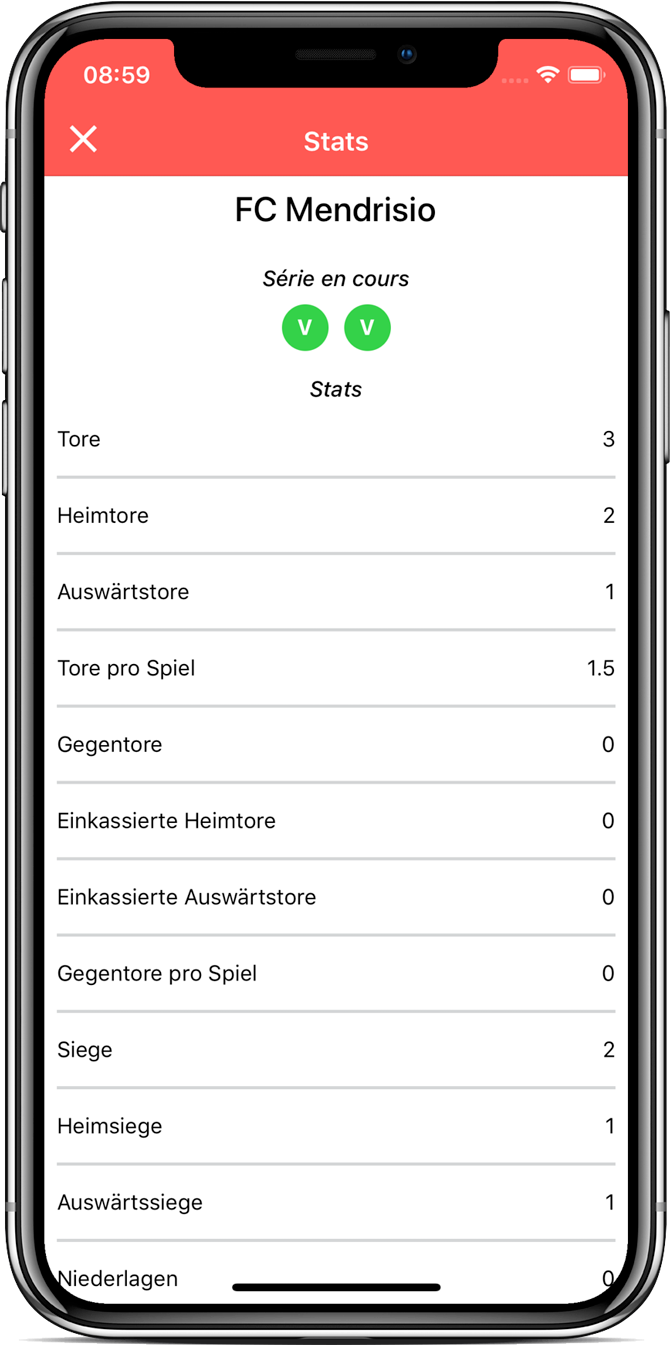 08:59
Stats
FC Mendrisio
Série en cours
V V
Stats
Tore 3
Heimtore 2
Auswärtstore 1
Tore pro Spiel 1.5
Gegentore 0
Einkassierte Heimtore 0
Einkassierte Auswärtstore 0
Gegentore pro Spiel 0
Siege 2
Heimsiege 1
Auswärtssiege 1
Niederlagen 0